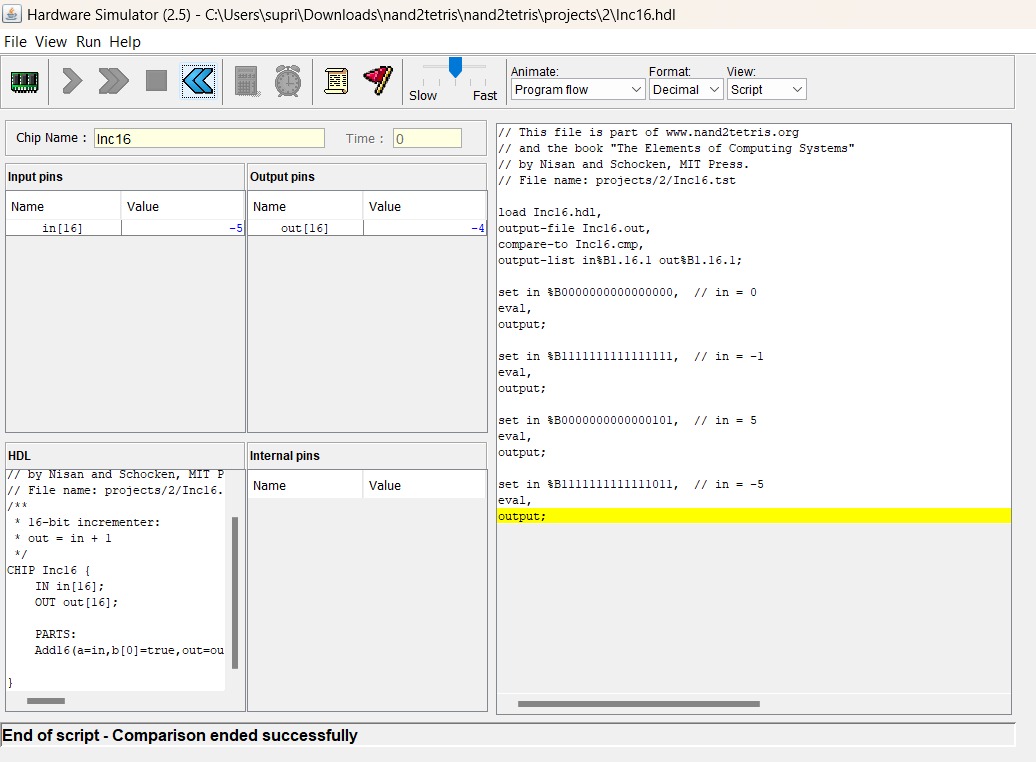 Hardware Simulator (2.5) - C:\Users\supri\Downloads\nand2tetris\nand2tetris\projects\2\Inc16.hdl
File View Run Help
Slow Fast
Animate: Format: View:
Program flow Decimal Script
Chip Name : Inc16 Time : 0
Input pins
Name Value
in[16] -5
Output pins
Name Value
out[16] -4
HDL
// by Nisan and Schocken, MIT P
// File name: projects/2/Inc16.
/**
* 16-bit incrementer:
* out = in + 1
*/
CHIP Inc16 {
IN in[16];
OUT out[16];
PARTS:
Add16(a=in,b[0]=true,out=ou
}
Internal pins
Name Value
// This file is part of www.nand2tetris.org
// and the book "The Elements of Computing Systems"
// by Nisan and Schocken, MIT Press.
// File name: projects/2/Inc16.tst
load Inc16.hdl,
output-file Inc16.out,
compare-to Inc16.cmp,
output-list in%B1.16.1 out%B1.16.1;
set in %B0000000000000000,  // in = 0
eval,
output;
set in %B1111111111111111,  // in = -1
eval,
output;
set in %B0000000000000101,  // in = 5
eval,
output;
set in %B1111111111111011,  // in = -5
eval,
output;
End of script - Comparison ended successfully